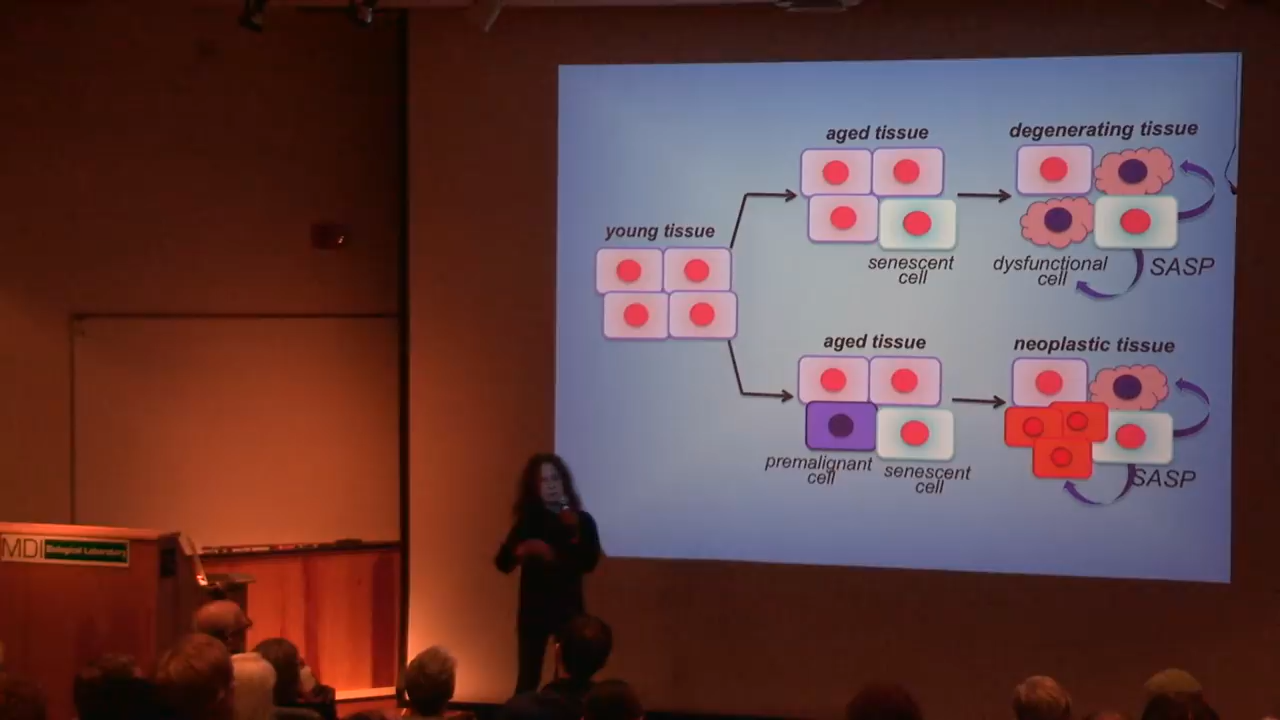 aged tissue
degenerating tissue
young tissue
senescent
cell
dysfunctional
cell
SASP
aged tissue
neoplastic tissue
premalignant
cell
senescent
cell
SASP
MDI Biological Laboratory